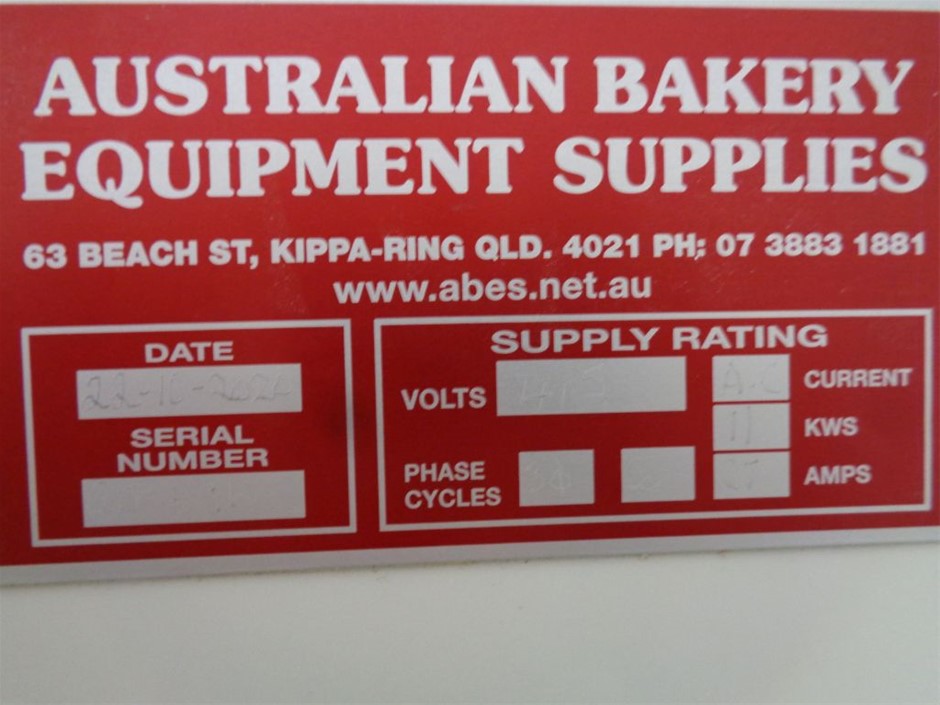 AUSTRALIAN BAKERY
EQUIPMENT SUPPLIES
63 BEACH ST, KIPPA-RING QLD. 4021 PH; 07 3883 1881
www.abes.net.au
DATE
SERIAL
NUMBER
SUPPLY RATING
VOLTS
A.C CURRENT
11 KWS
PHASE
CYCLES
AMPS